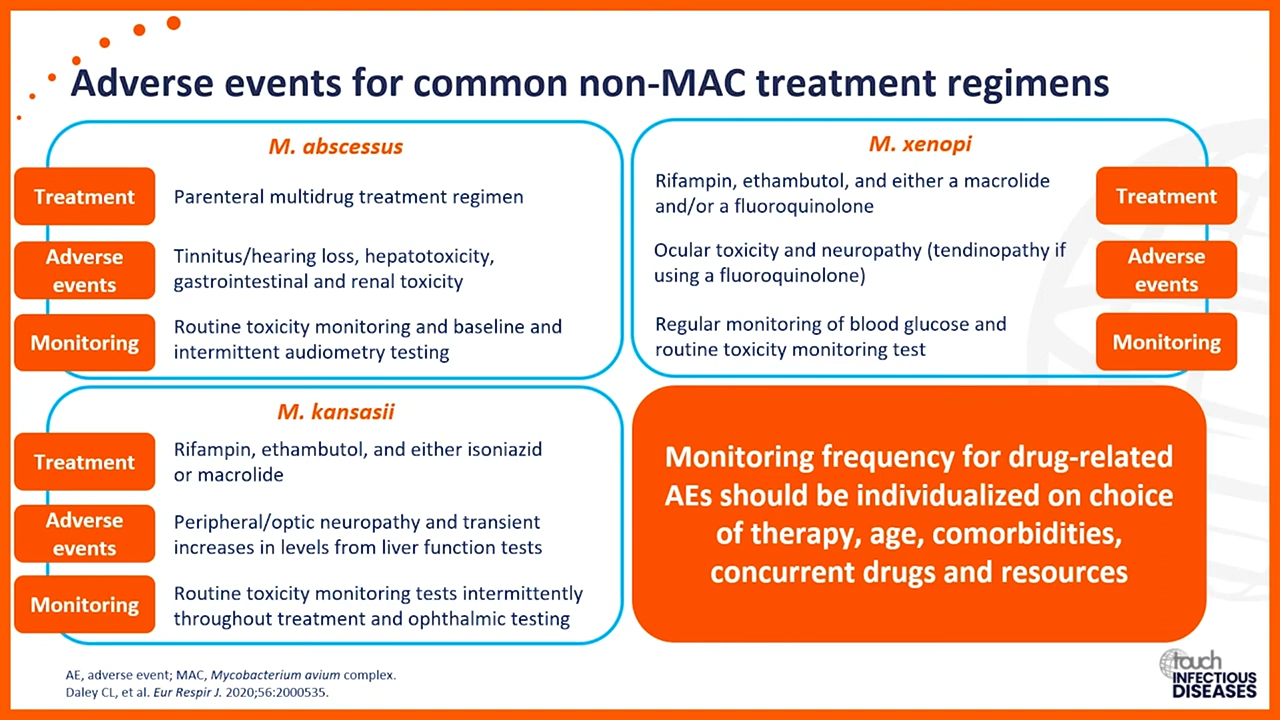 Adverse events for common non-MAC treatment regimens
M. abscessus
Treatment
Parenteral multidrug treatment regimen
Adverse
events
Tinnitus/hearing loss, hepatotoxicity,
gastrointestinal and renal toxicity
Monitoring
Routine toxicity monitoring and baseline and
intermittent audiometry testing
M. xenopi
Rifampin, ethambutol, and either a macrolide
and/or a fluoroquinolone
Treatment
Ocular toxicity and neuropathy (tendinopathy if
using a fluoroquinolone)
Adverse
events
Regular monitoring of blood glucose and
routine toxicity monitoring test
Monitoring
M. kansasii
Treatment
Rifampin, ethambutol, and either isoniazid
or macrolide
Adverse
events
Peripheral/optic neuropathy and transient
increases in levels from liver function tests
Monitoring
Routine toxicity monitoring tests intermittently
throughout treatment and ophthalmic testing
Monitoring frequency for drug-related
AEs should be individualized on choice
of therapy, age, comorbidities,
concurrent drugs and resources
AE, adverse event; MAC, Mycobacterium avium complex.
Daley CL, et al. Eur Respir J. 2020;56:2000535.
touch
INFECTIOUS
DISEASES